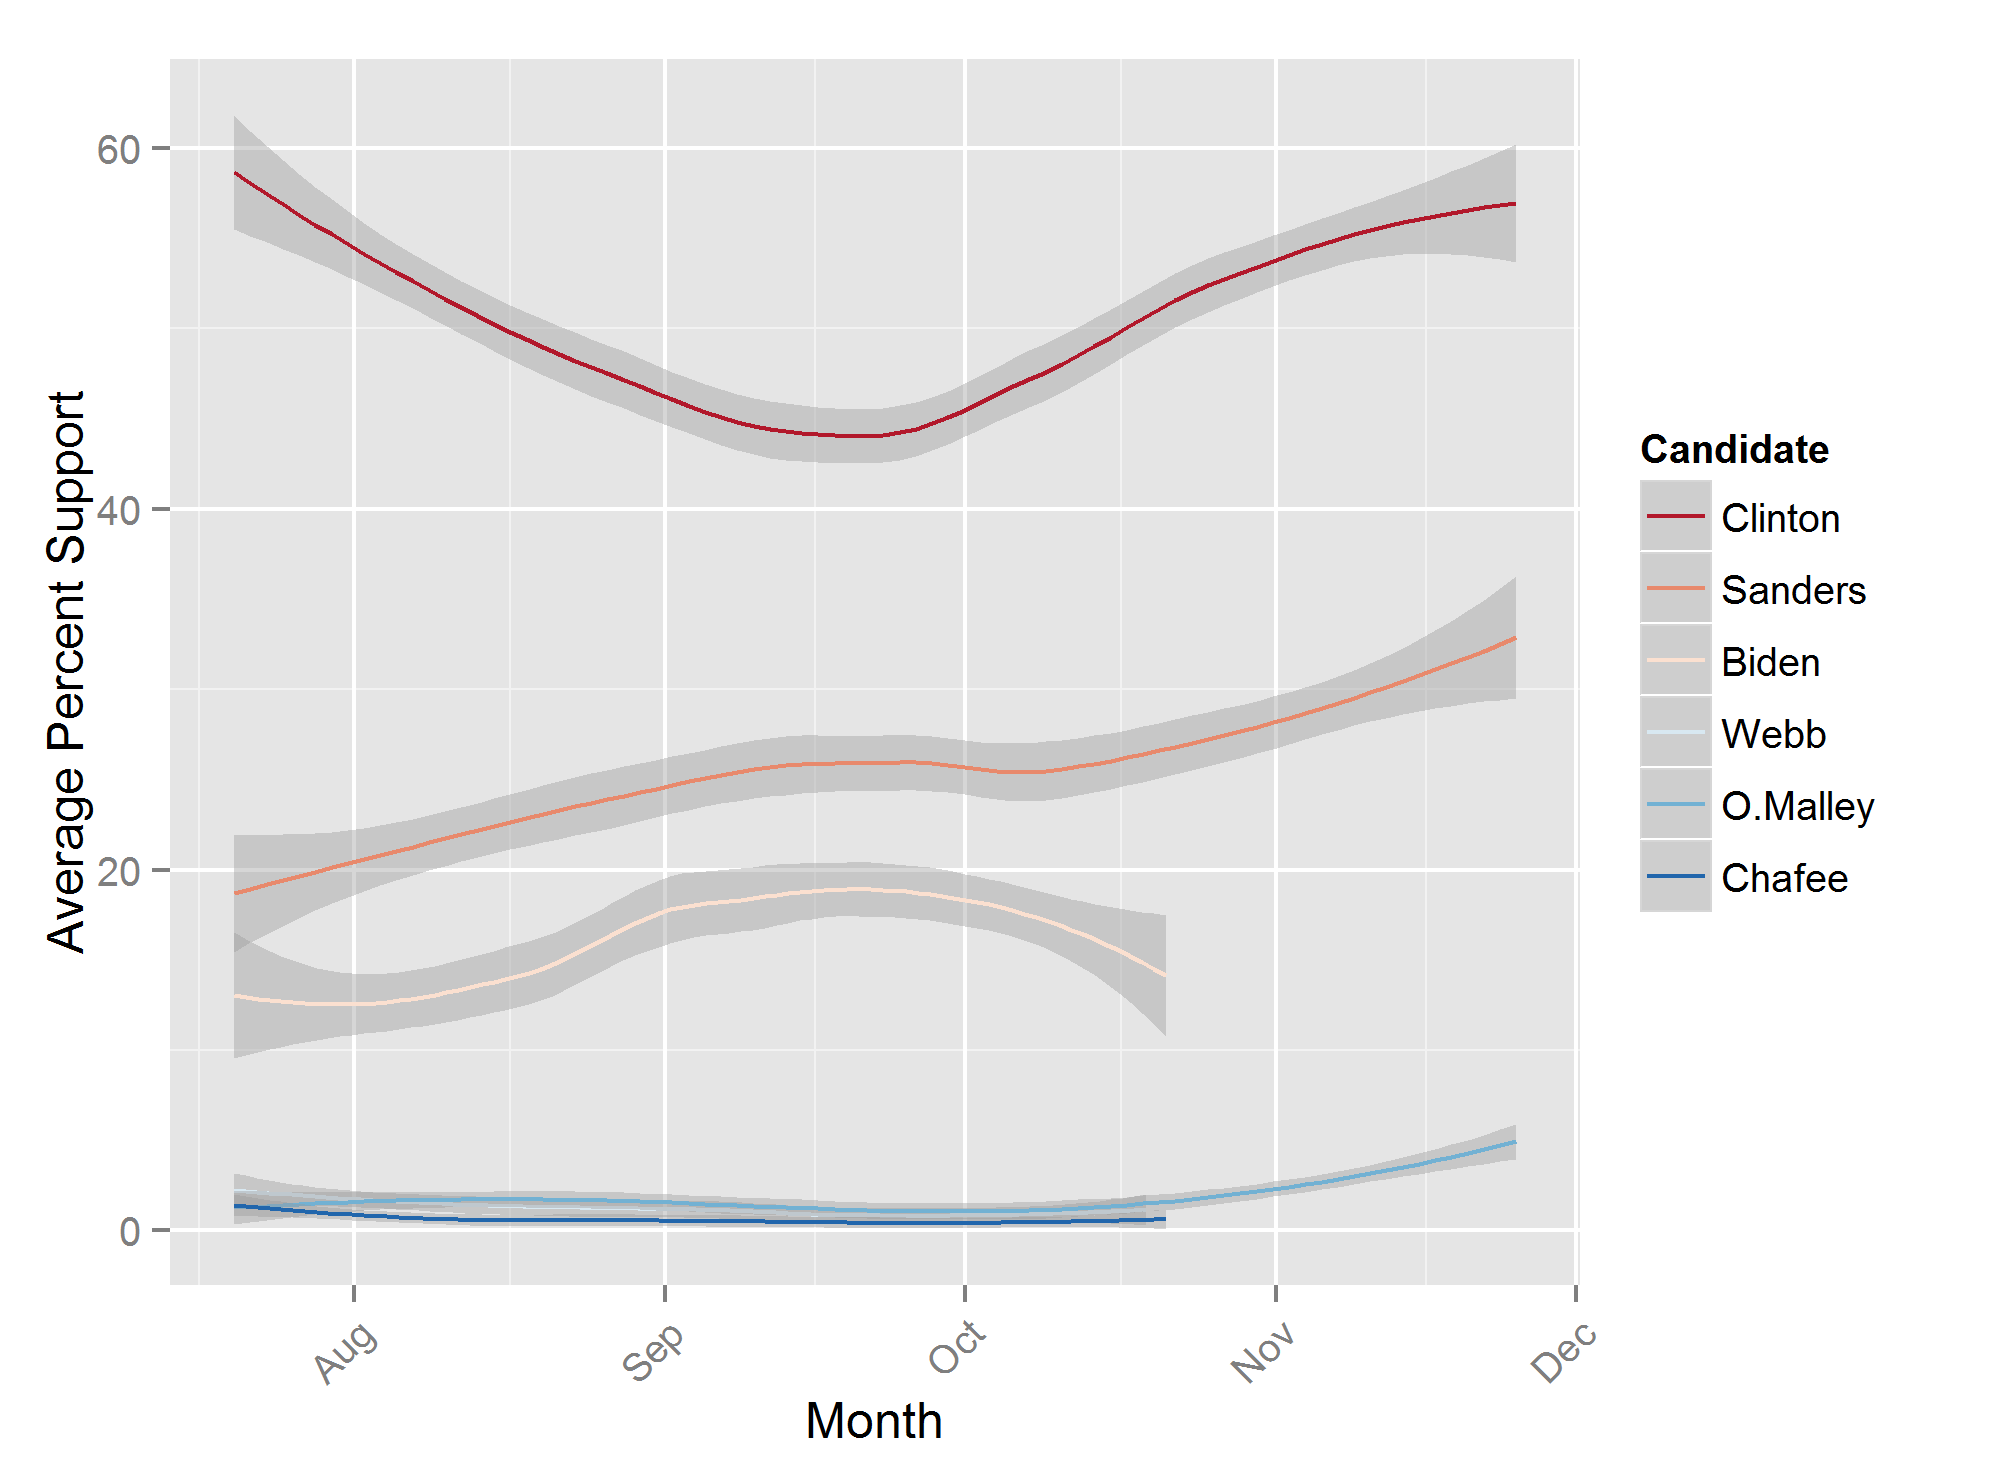 Average Percent Support
60
40
20
0
Aug
Sep
Oct
Nov
Dec
Month
Candidate
Clinton
Sanders
Biden
Webb
O.Malley
Chafee